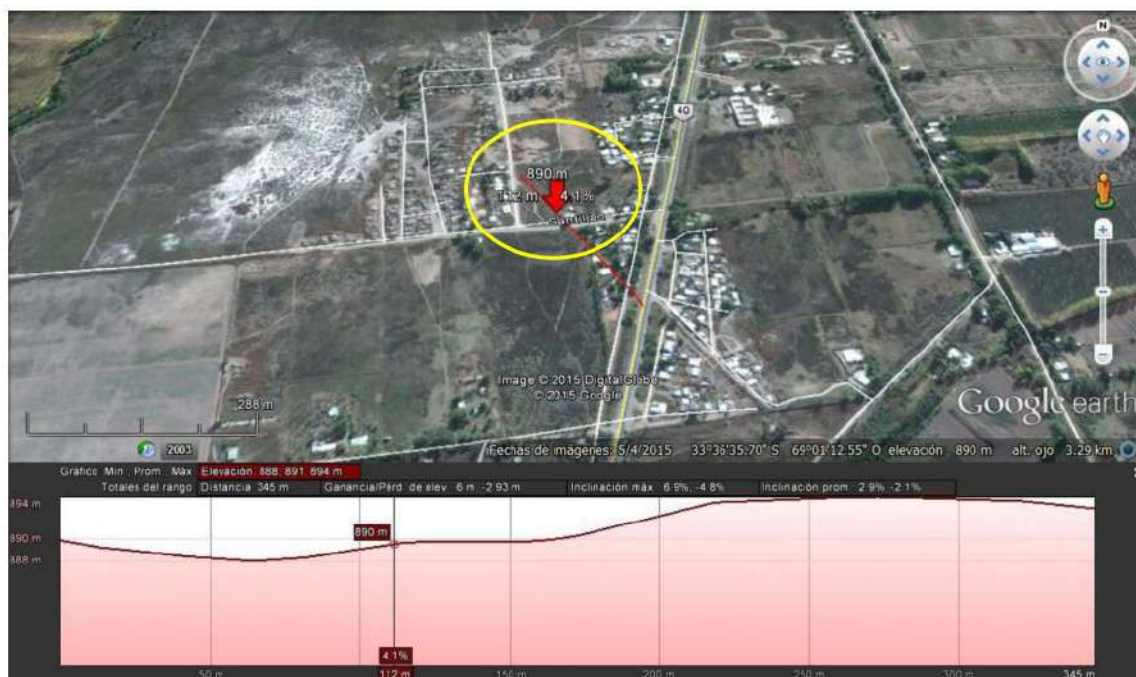 N
40
890 m
112 m 4.1%
Santillan
Image © 2015 DigitalGlobe
© 2015 Google
Google earth
288 m
2003
Fechas de imágenes: 5/4/2015 33°36'35.70" S 69°01'12.55" O elevación 890 m alt. ojo 3.29 km
Gráfico: Mín., Prom., Máx. Elevación: 888, 891, 894 m
Totales del rango: Distancia: 345 m Ganancia/Pérd. de elev.: 6 m, -2.93 m Inclinación máx.: 6.9%, -4.8% Inclinación prom.: 2.9%, -2.1%
894 m
890 m
890 m
888 m
4.1%
50 m
112 m
150 m
200 m
250 m
300 m
345 m